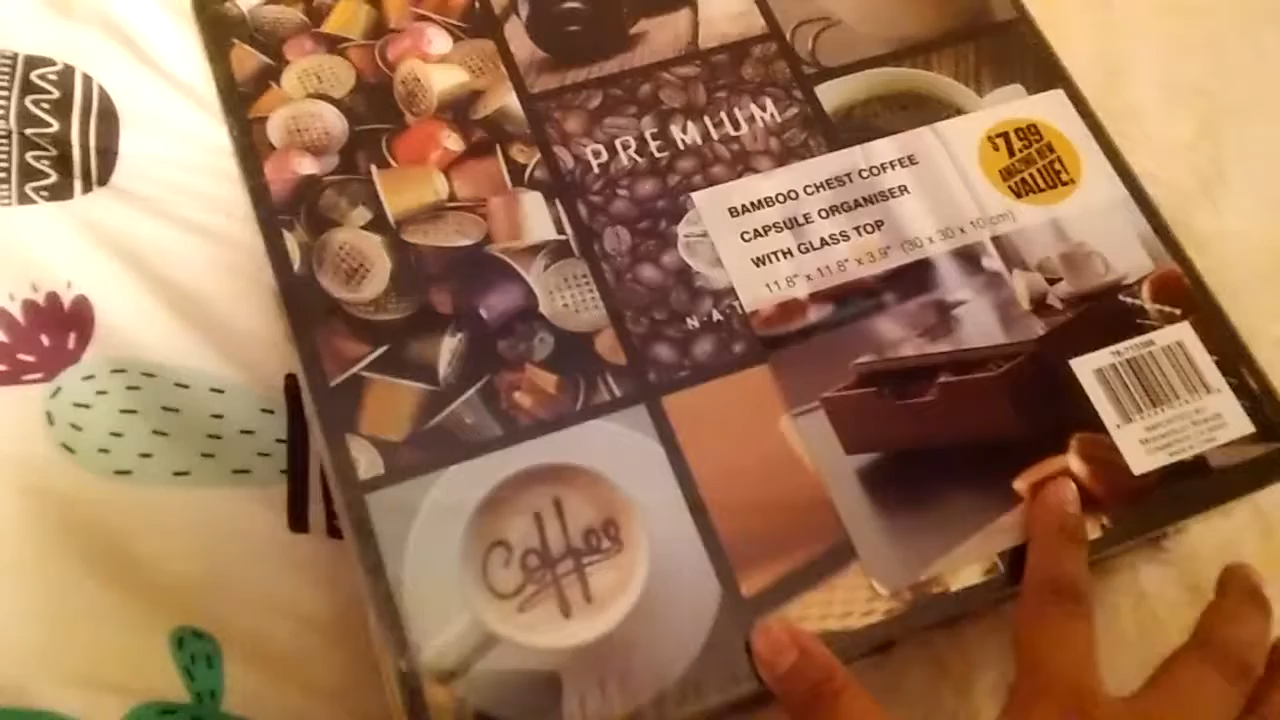 PREMIUM
$7.99
AMAZING NEW
VALUE!
BAMBOO CHEST COFFEE
CAPSULE ORGANISER
WITH GLASS TOP
11.8" x 11.8" x 3.9" (30 x 30 x 10 cm)
NAT
Coffee